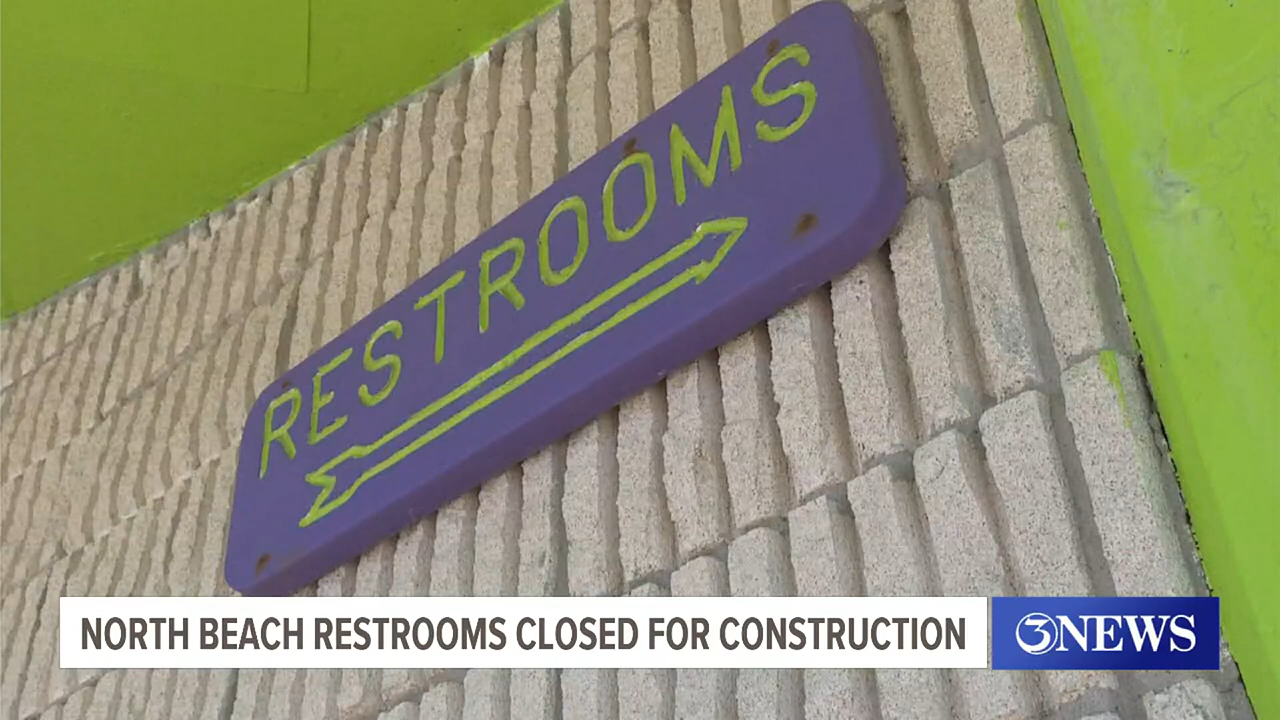 RESTROOMS
NORTH BEACH RESTROOMS CLOSED FOR CONSTRUCTION
3NEWS